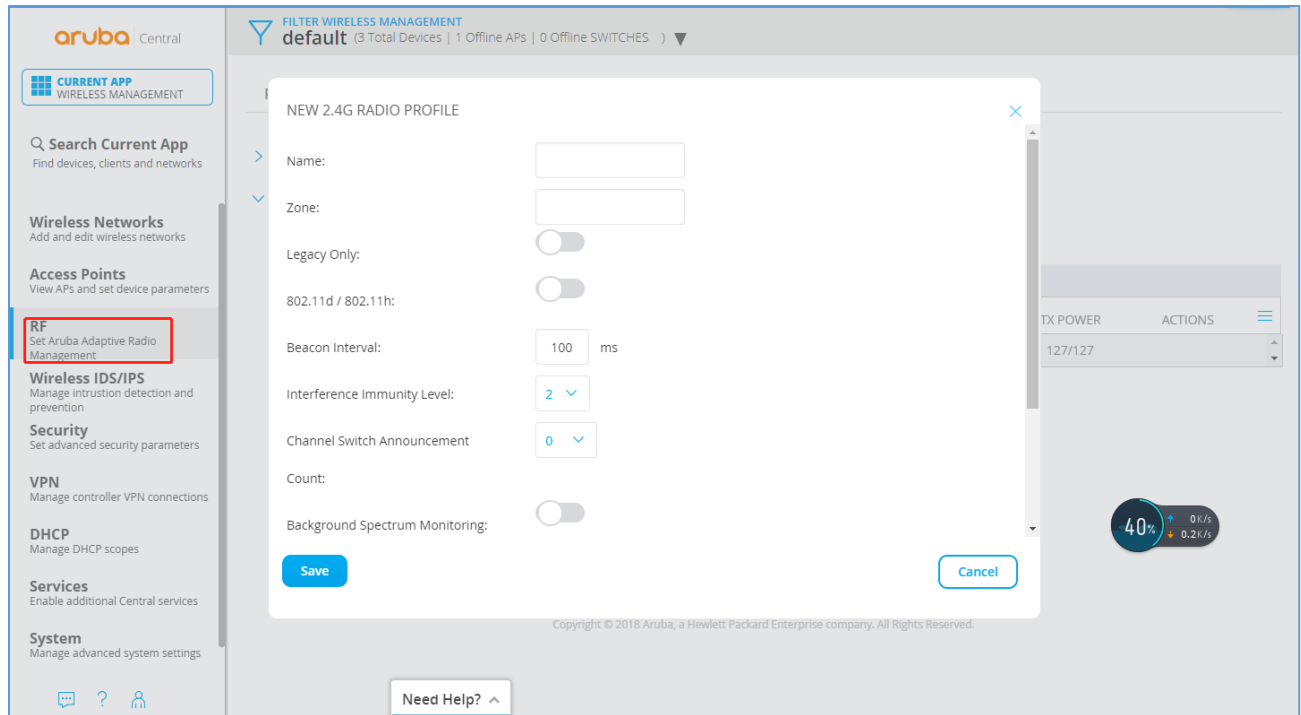 aruba Central
FILTER WIRELESS MANAGEMENT
default (3 Total Devices | 1 Offline APs | 0 Offline SWITCHES )
CURRENT APP
WIRELESS MANAGEMENT
Search Current App
Find devices, clients and networks
Wireless Networks
Add and edit wireless networks
Access Points
View APs and set device parameters
RF
Set Aruba Adaptive Radio
Management
Wireless IDS/IPS
Manage intrustion detection and
prevention
Security
Set advanced security parameters
VPN
Manage controller VPN connections
DHCP
Manage DHCP scopes
Services
Enable additional Central services
System
Manage advanced system settings
NEW 2.4G RADIO PROFILE
Name:
Zone:
Legacy Only:
802.11d / 802.11h:
Beacon Interval: 100 ms
Interference Immunity Level: 2
Channel Switch Announcement 0
Count:
Background Spectrum Monitoring:
Save
Cancel
TX POWER ACTIONS
127/127
40%
0K/s
0.2K/s
Copyright © 2018 Aruba, a Hewlett Packard Enterprise company. All Rights Reserved.
Need Help?